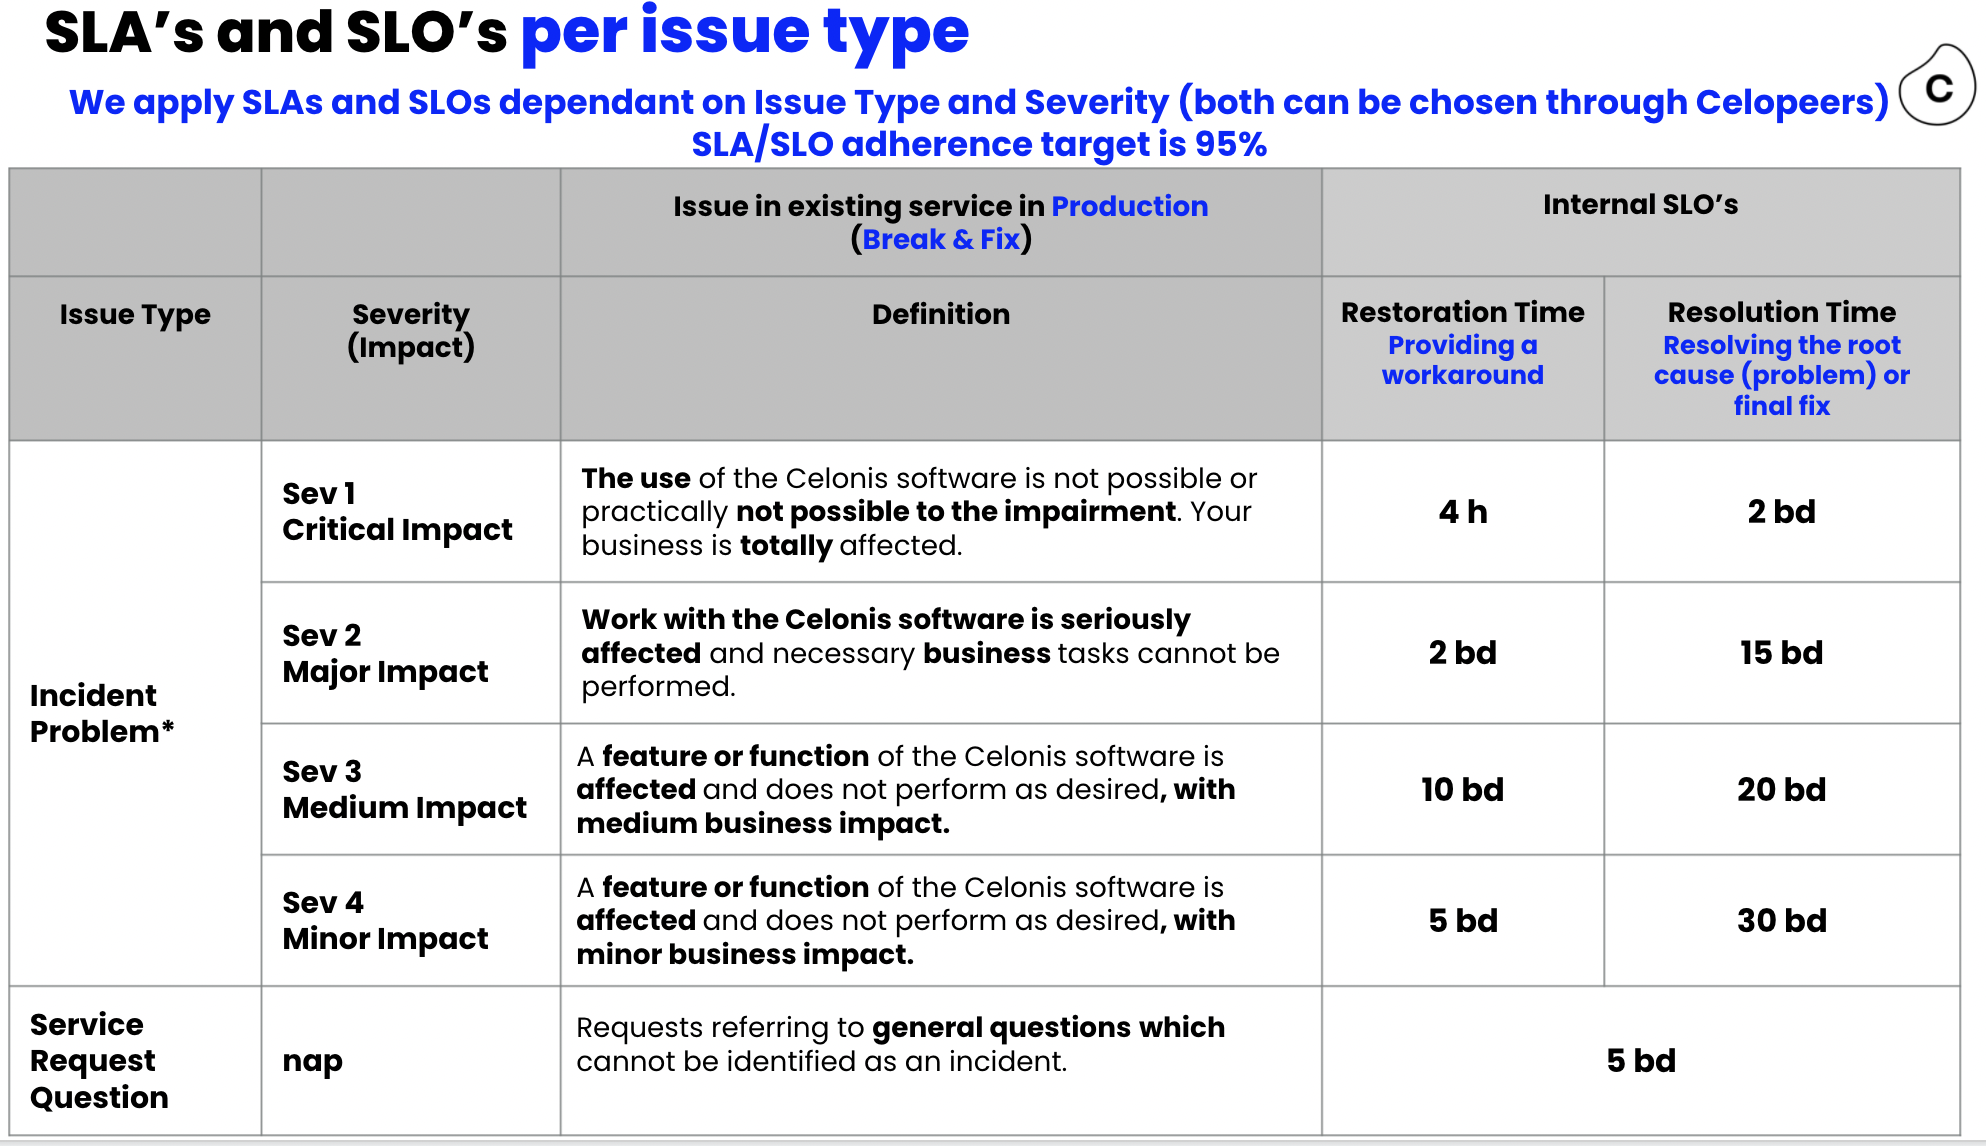 SLA's and SLO's per issue type
We apply SLAs and SLOs dependant on Issue Type and Severity (both can be chosen through Celopeers)
SLA/SLO adherence target is 95%
C
Issue in existing service in Production
(Break & Fix)
Internal SLO's
Issue Type
Severity
(Impact)
Definition
Restoration Time
Providing a
workaround
Resolution Time
Resolving the root
cause (problem) or
final fix
Incident
Problem*
Sev 1
Critical Impact
The use of the Celonis software is not possible or
practically not possible to the impairment. Your
business is totally affected.
4 h
2 bd
Sev 2
Major Impact
Work with the Celonis software is seriously
affected and necessary business tasks cannot be
performed.
2 bd
15 bd
Sev 3
Medium Impact
A feature or function of the Celonis software is
affected and does not perform as desired, with
medium business impact.
10 bd
20 bd
Sev 4
Minor Impact
A feature or function of the Celonis software is
affected and does not perform as desired, with
minor business impact.
5 bd
30 bd
Service
Request
Question
nap
Requests referring to general questions which
cannot be identified as an incident.
5 bd